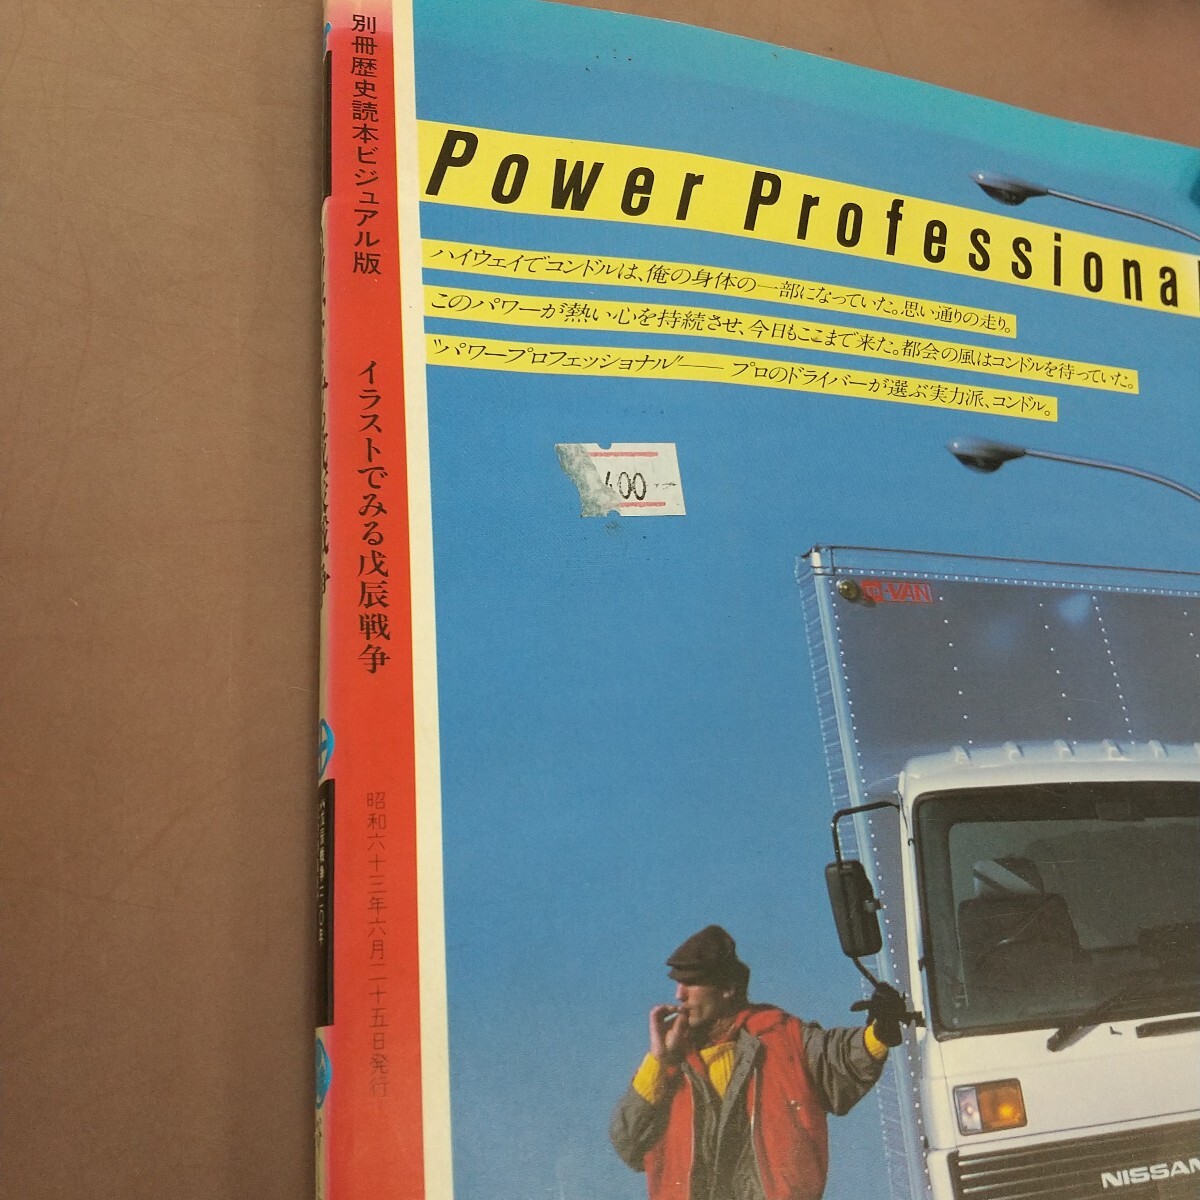 別冊歴史読本ビジュアル版
イラストでみる戊辰戦争
昭和六十三年六月二十五日発行
Power Professiona
ハイウェイでコンドルは、俺の身体の一部になっていた。思い通りの走り。
このパワーが熱い心を持続させ、今日もここまで来た。都会の風はコンドルを待っていた。
"パワープロフェッショナル"── プロのドライバーが選ぶ実力派、コンドル。
400
-VAN
NISSAN